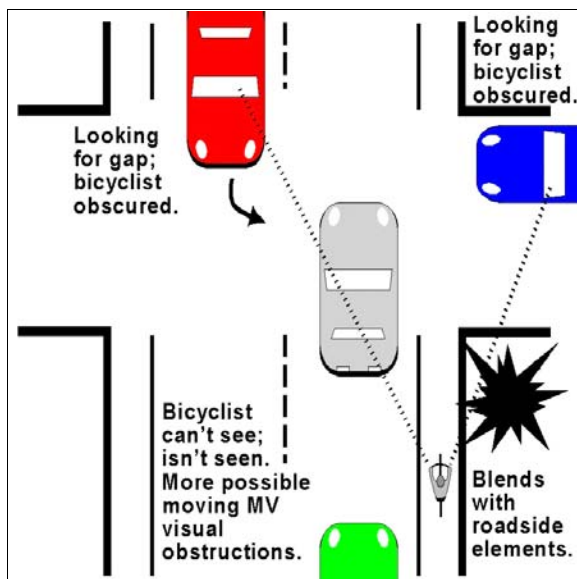 Looking
for gap;
bicyclist
obscured.
Looking
for gap;
bicyclist
obscured.
Bicyclist
can't see;
isn't seen.
More possible
moving MV
visual
obstructions.
Blends
with
roadside
elements.